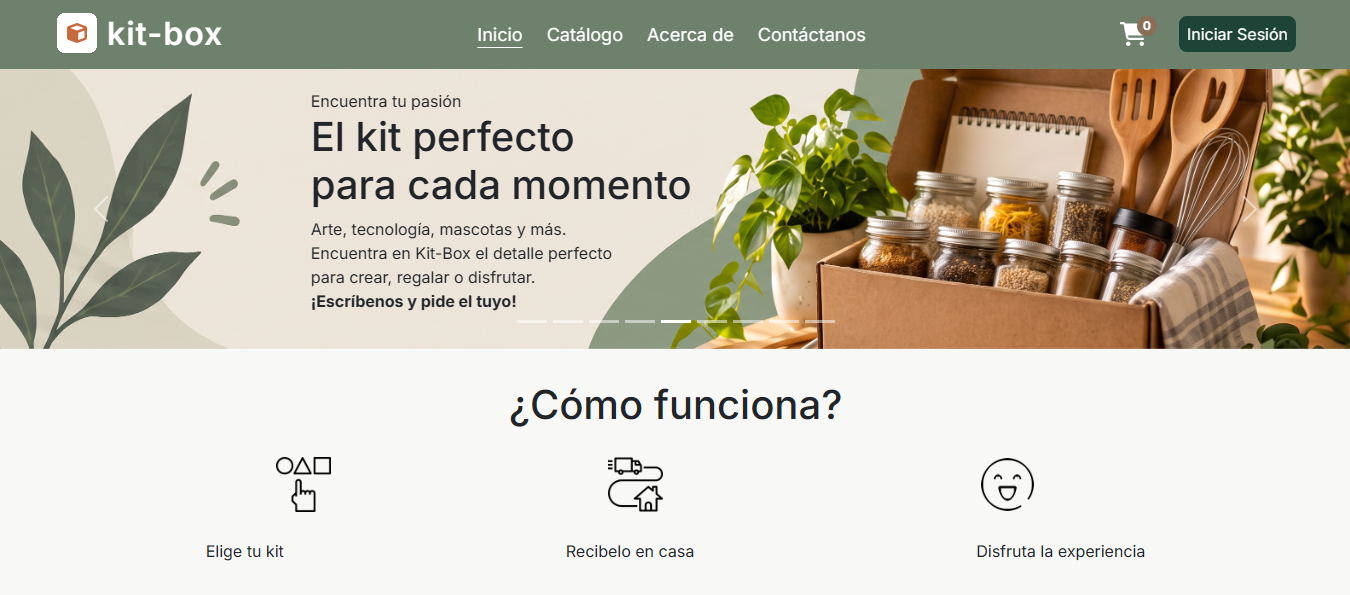 kit-box
Inicio
Catálogo
Acerca de
Contáctanos
0
Iniciar Sesión
Encuentra tu pasión
El kit perfecto
para cada momento
Arte, tecnología, mascotas y más.
Encuentra en Kit-Box el detalle perfecto
para crear, regalar o disfrutar.
¡Escríbenos y pide el tuyo!
¿Cómo funciona?
Elige tu kit
Recibelo en casa
Disfruta la experiencia